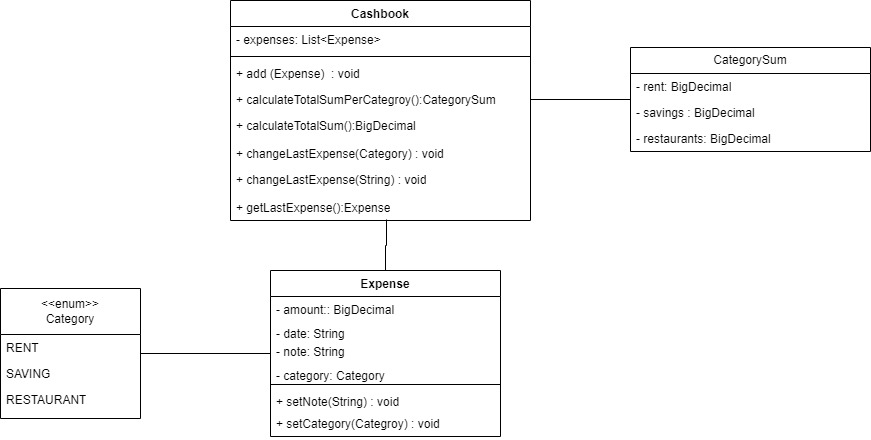 Cashbook
- expenses: List<Expense>
+ add (Expense) : void
+ calculateTotalSumPerCategroy():CategorySum
+ calculateTotalSum():BigDecimal
+ changeLastExpense(Category) : void
+ changeLastExpense(String) : void
+ getLastExpense():Expense
CategorySum
- rent: BigDecimal
- savings : BigDecimal
- restaurants: BigDecimal
<<enum>>
Category
RENT
SAVING
RESTAURANT
Expense
- amount:: BigDecimal
- date: String
- note: String
- category: Category
+ setNote(String) : void
+ setCategory(Categroy) : void